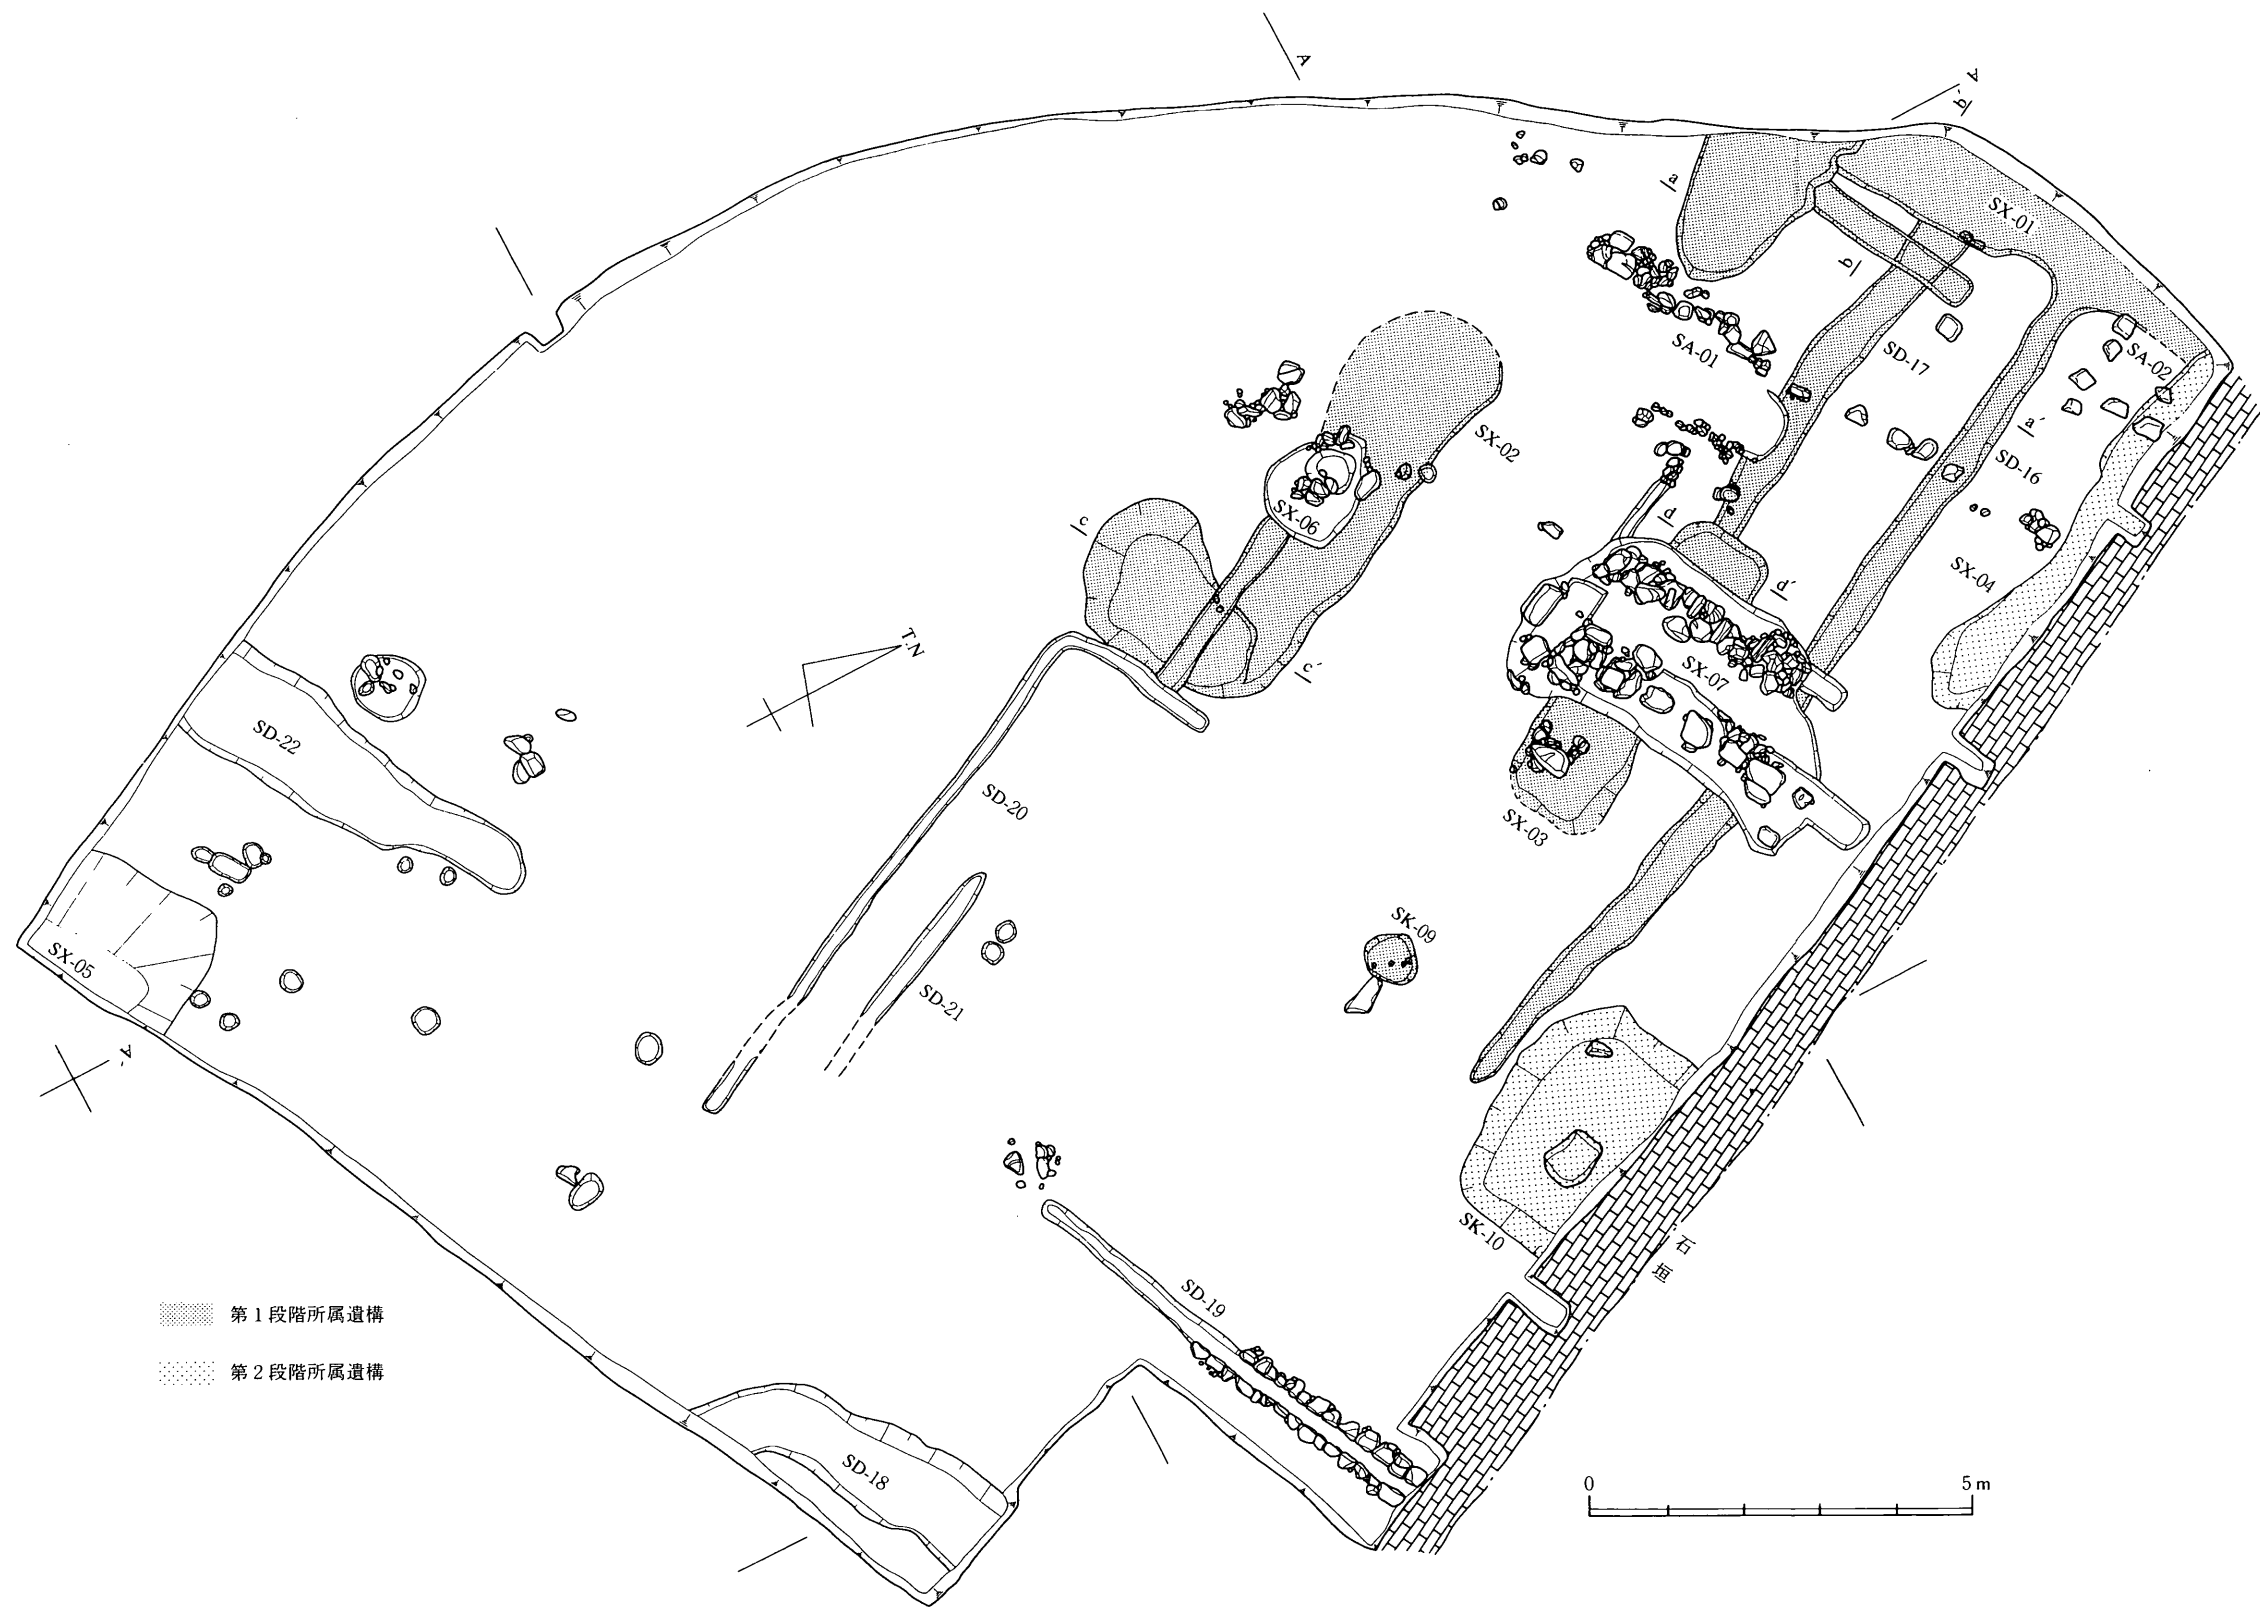 A
A
b′
a
SX-01
b
SA-01
SD-17
SA-02
a′
SX-02
SD-16
SX-06
c
d
SX-04
d′
T.N
c′
SX-07
SD-22
SD-20
SX-03
SK-09
SX-05
SD-21
A′
SK-10
石垣
SD-19
第1段階所属遺構
第2段階所属遺構
SD-18
0 5m